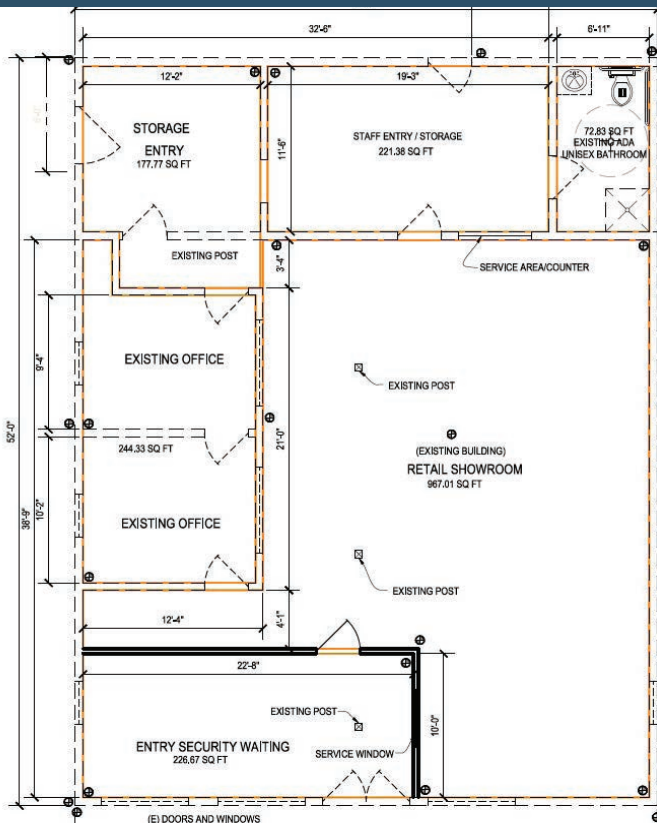 32'-6"
6'-11"
12'-2"
19'-3"
STORAGE
ENTRY
177.77 SQ FT
11'-6"
STAFF ENTRY / STORAGE
221.38 SQ FT
72.83 SQ FT
EXISTING ADA
UNISEX BATHROOM
EXISTING POST
3'-4"
SERVICE AREA/COUNTER
9'-4"
EXISTING OFFICE
EXISTING POST
52'-0"
38'-9"
21'-0"
244.33 SQ FT
(EXISTING BUILDING)
RETAIL SHOWROOM
967.01 SQ FT
10'-2"
EXISTING OFFICE
EXISTING POST
12'-4"
4'-1"
22'-8"
EXISTING POST
10'-0"
ENTRY SECURITY WAITING
226.67 SQ FT
SERVICE WINDOW
(E) DOORS AND WINDOWS